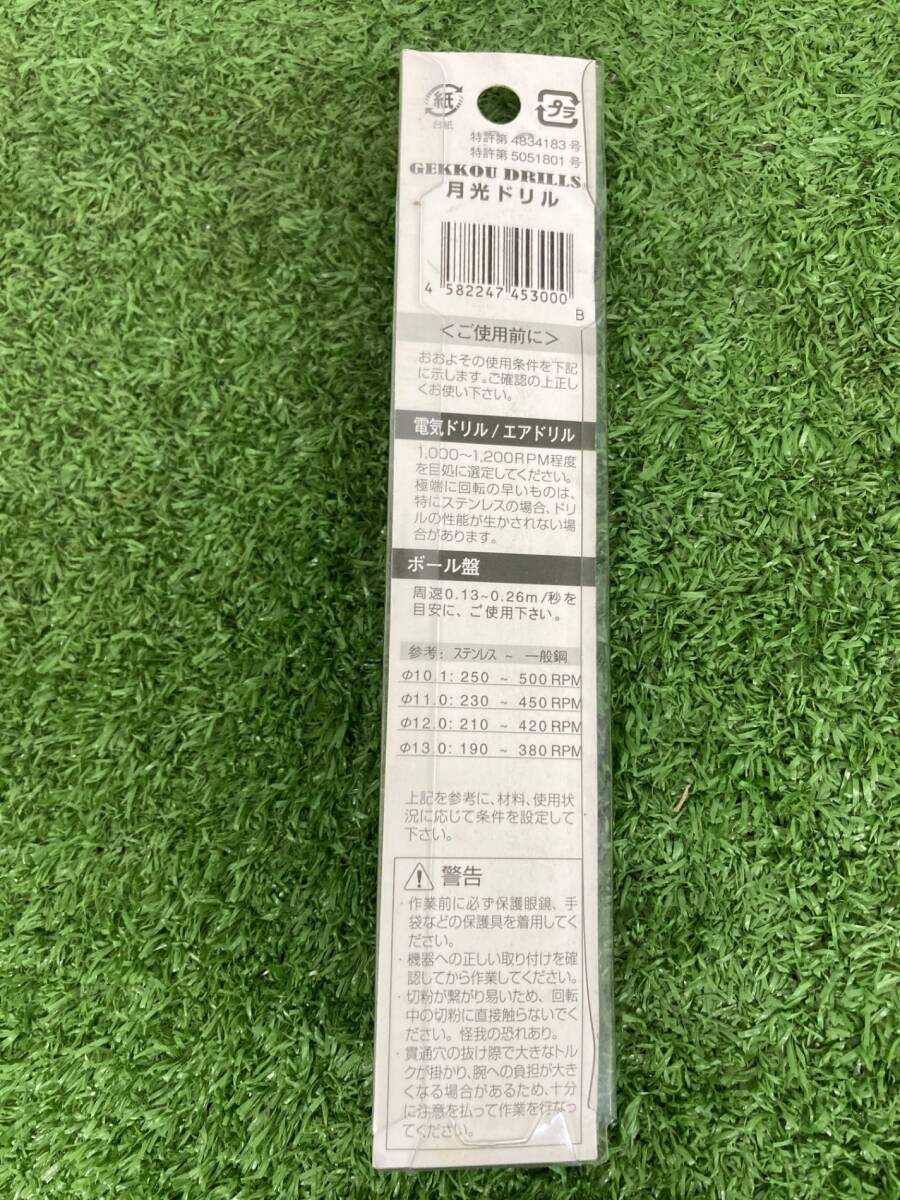 紙
台紙
プラ
特許第 4834183 号
特許第 5051801 号
GEKKOU DRILLS
月光ドリル
4 582247 453000
B
<ご使用前に>
おおよその使用条件を下記
に示します。ご確認の上正し
くお使い下さい。
電気ドリル/エアドリル
1,000~1,200RPM程度
を目処に選定してください。
極端に回転の早いものは、
特にステンレスの場合、ドリ
ルの性能が生かされない場
合があります。
ボール盤
周速0.13~0.26m/秒を
目安に、ご使用下さい。
参考: ステンレス ~ 一般鋼
Φ10.1: 250 ~ 500 RPM
Φ11.0: 230 ~ 450 RPM
Φ12.0: 210 ~ 420 RPM
Φ13.0: 190 ~ 380 RPM
上記を参考に、材料、使用状
況に応じて条件を設定して
下さい。
警告
・作業前に必ず保護眼鏡、手
袋などの保護具を着用してく
ださい。
・機器への正しい取り付けを確
認してから作業してください。
・切粉が繋がり易いため、回転
中の切粉に直接触らないでく
ださい。怪我の恐れあり。
・貫通穴の抜け際で大きなトル
クが掛かり、腕への負担が大き
くなる場合があるため、十分
に注意を払って作業を行なっ
てください。